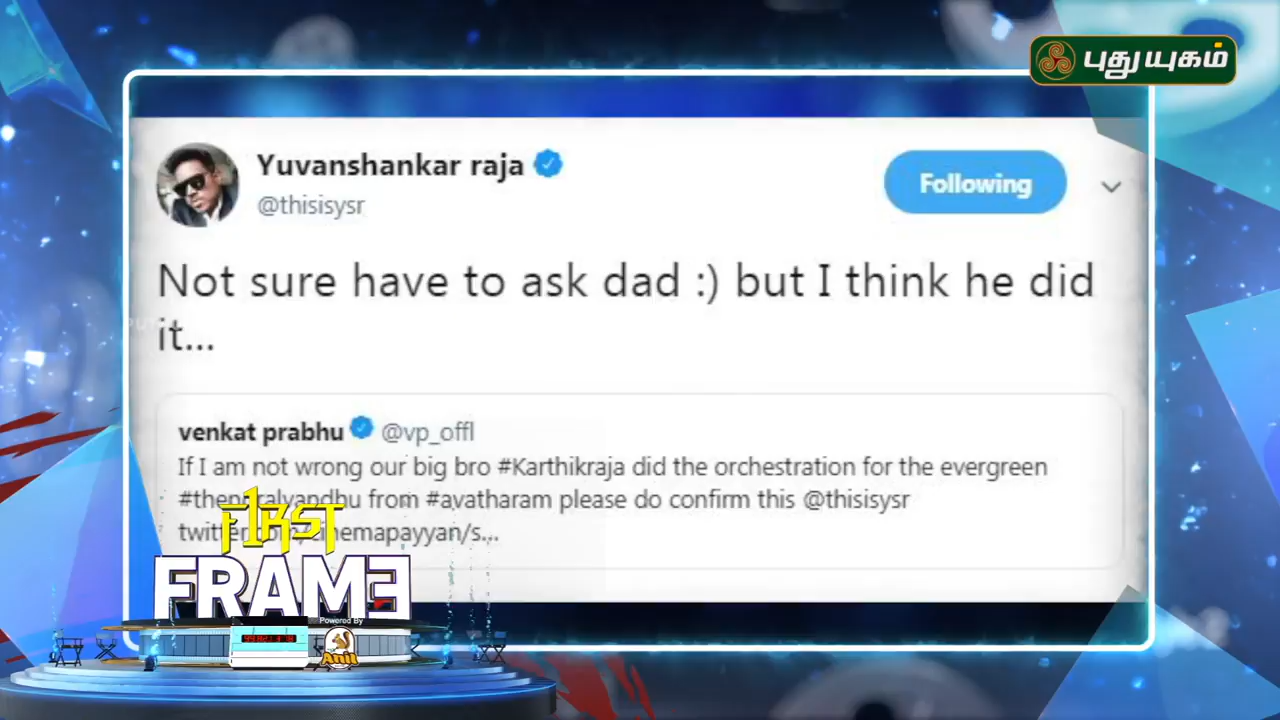 புதுயுகம்
Yuvanshankar raja
@thisisysr
Following
Not sure have to ask dad :) but I think he did
it...
venkat prabhu @vp_offl
If I am not wrong our big bro #Karthikraja did the orchestration for the evergreen
from #avatharam please do confirm this @thisisysr
F1RST
FRAME
Powered By
Anil